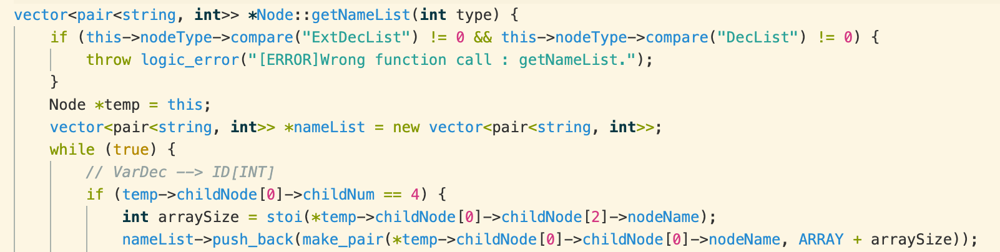 vector<pair<string, int>> *Node::getNameList(int type) {
    if (this->nodeType->compare("ExtDecList") != 0 && this->nodeType->compare("DecList") != 0) {
        throw logic_error("[ERROR]Wrong function call : getNameList.");
    }
    Node *temp = this;
    vector<pair<string, int>> *nameList = new vector<pair<string, int>>;
    while (true) {
        // VarDec --> ID[INT]
        if (temp->childNode[0]->childNum == 4) {
            int arraySize = stoi(*temp->childNode[0]->childNode[2]->nodeName);
            nameList->push_back(make_pair(*temp->childNode[0]->childNode[0]->nodeName, ARRAY + arraySize));